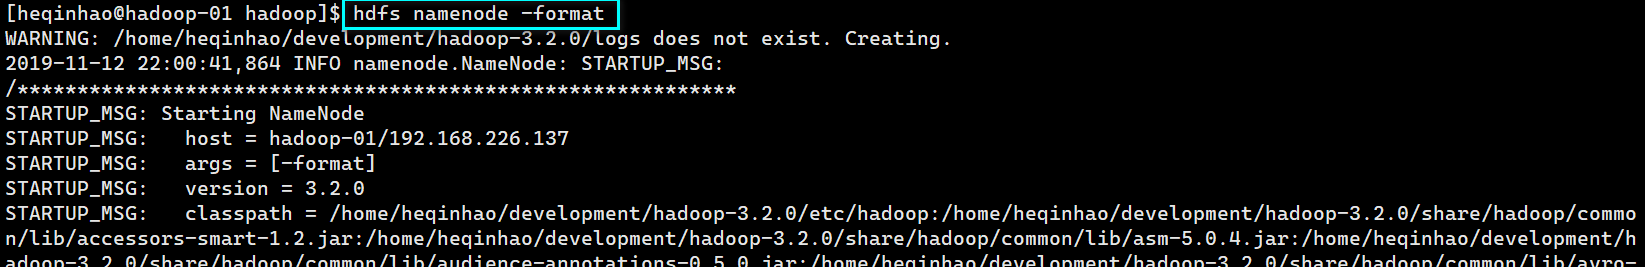 [heqinhao@hadoop-01 hadoop]$ hdfs namenode -format
WARNING: /home/heqinhao/development/hadoop-3.2.0/logs does not exist. Creating.
2019-11-12 22:00:41,864 INFO namenode.NameNode: STARTUP_MSG:
/************************************************************
STARTUP_MSG: Starting NameNode
STARTUP_MSG:   host = hadoop-01/192.168.226.137
STARTUP_MSG:   args = [-format]
STARTUP_MSG:   version = 3.2.0
STARTUP_MSG:   classpath = /home/heqinhao/development/hadoop-3.2.0/etc/hadoop:/home/heqinhao/development/hadoop-3.2.0/share/hadoop/commo
n/lib/accessors-smart-1.2.jar:/home/heqinhao/development/hadoop-3.2.0/share/hadoop/common/lib/asm-5.0.4.jar:/home/heqinhao/development/h
adoop-3.2.0/share/hadoop/common/lib/audience-annotations-0.5.0.jar:/home/heqinhao/development/hadoop-3.2.0/share/hadoop/common/lib/avro-